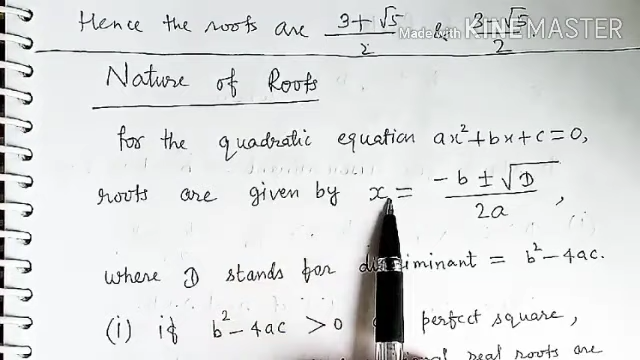 Hence the roots are (3+√5)/2 & (3-√5)/2
Made with KINEMASTER
Nature of Roots
for the quadratic equation ax²+bx+c=0,
roots are given by x = (-b ± √D)/2a,
where D stands for discriminant = b²-4ac.
(i) if b²-4ac >0 perfect square,
real roots are